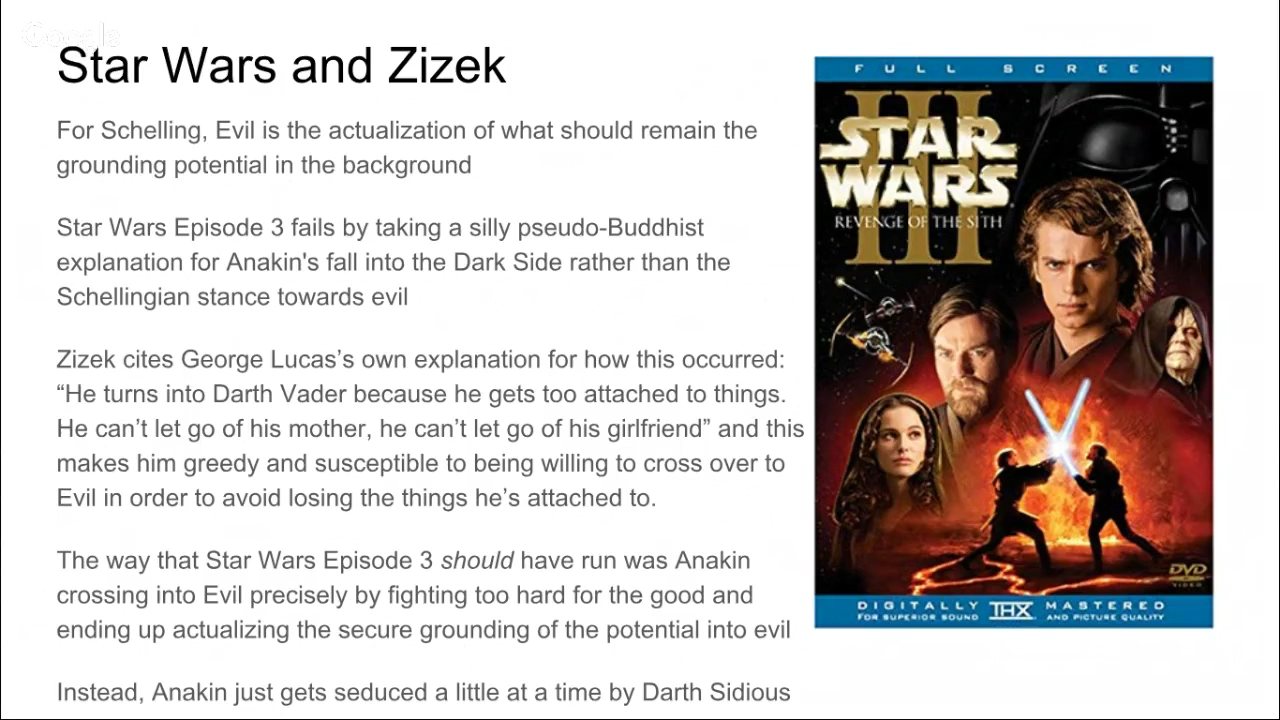 Google
Star Wars and Zizek
For Schelling, Evil is the actualization of what should remain the
grounding potential in the background
Star Wars Episode 3 fails by taking a silly pseudo-Buddhist
explanation for Anakin's fall into the Dark Side rather than the
Schellingian stance towards evil
Zizek cites George Lucas’s own explanation for how this occurred:
“He turns into Darth Vader because he gets too attached to things.
He can’t let go of his mother, he can’t let go of his girlfriend” and this
makes him greedy and susceptible to being willing to cross over to
Evil in order to avoid losing the things he’s attached to.
The way that Star Wars Episode 3 should have run was Anakin
crossing into Evil precisely by fighting too hard for the good and
ending up actualizing the secure grounding of the potential into evil
Instead, Anakin just gets seduced a little at a time by Darth Sidious
FULL SCREEN
III
STAR
WARS
REVENGE OF THE SITH
DVD
VIDEO
DIGITALLY THX MASTERED
FOR SUPERIOR SOUND AND PICTURE QUALITY